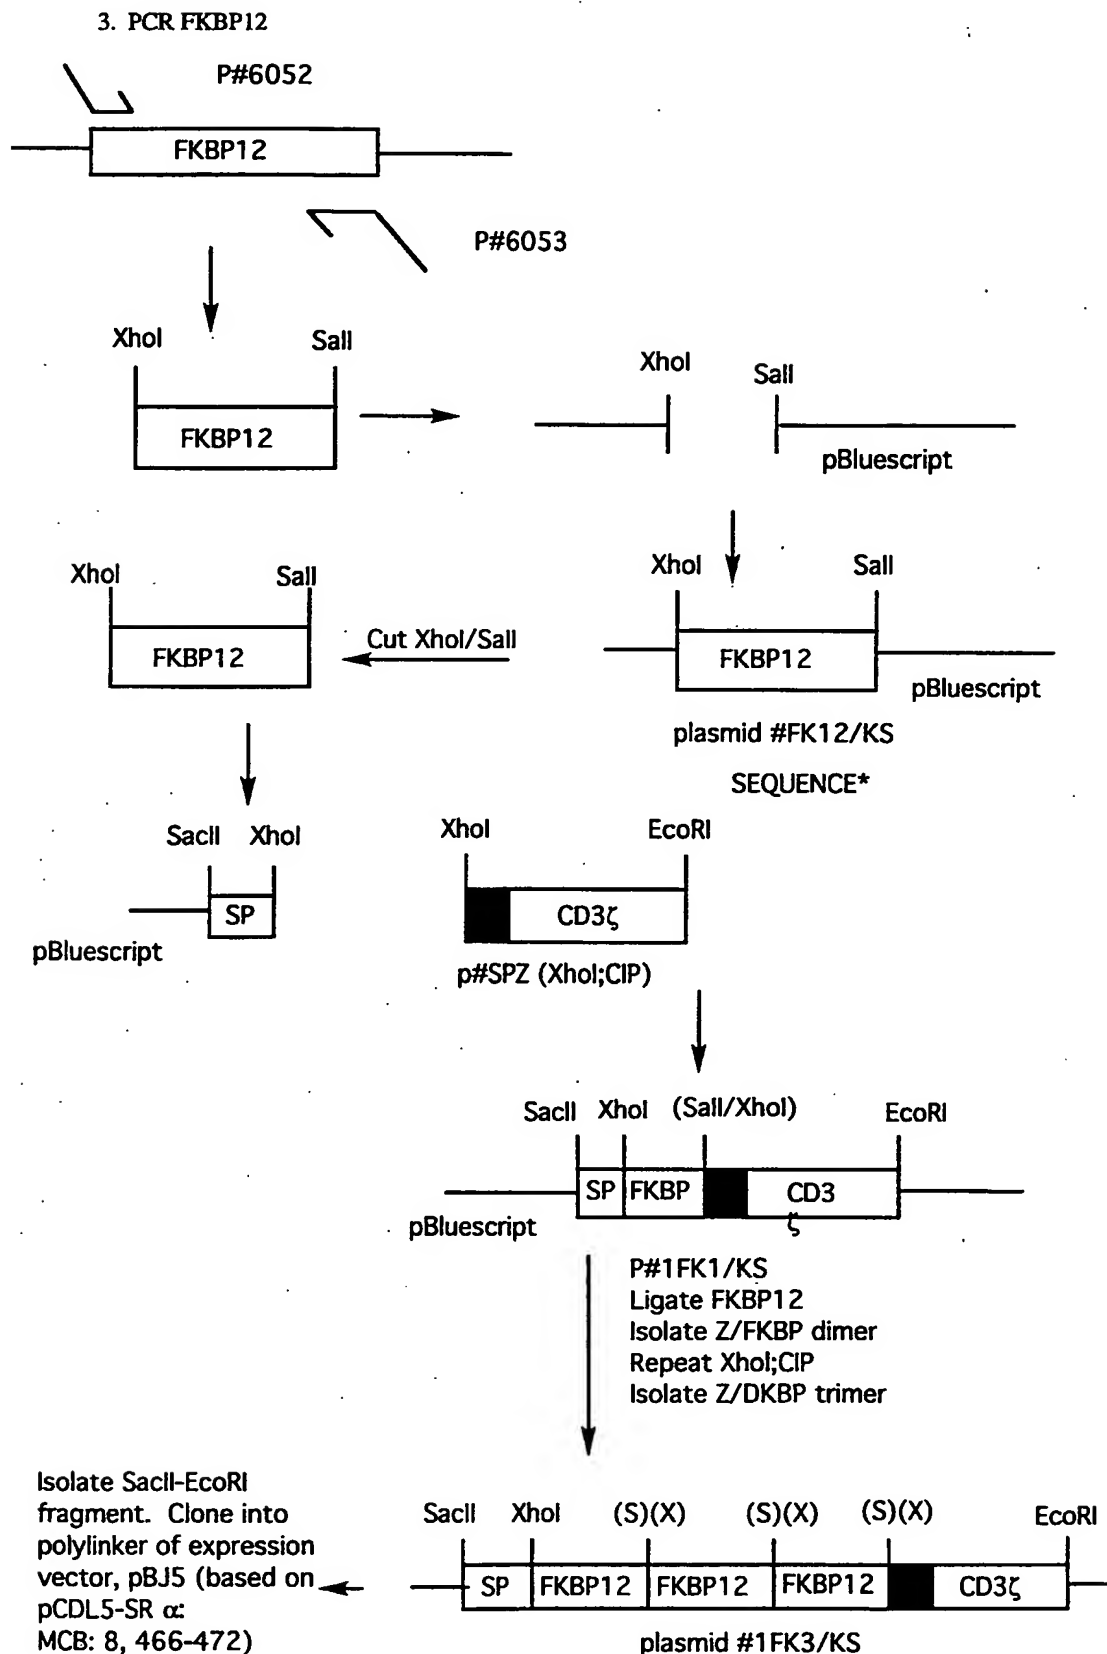 3. PCR FKBP12
P#6052
FKBP12
P#6053
XhoI SalI
FKBP12
XhoI SalI
pBluescript
XhoI SalI
FKBP12
Cut XhoI/SalI
XhoI SalI
FKBP12
pBluescript
plasmid #FK12/KS
SEQUENCE*
SacII XhoI
SP
pBluescript
XhoI EcoRI
CD3ζ
p#SPZ (XhoI;CIP)
SacII XhoI (SalI/XhoI) EcoRI
SP FKBP CD3
ζ
pBluescript
P#1FK1/KS
Ligate FKBP12
Isolate Z/FKBP dimer
Repeat XhoI;CIP
Isolate Z/DKBP trimer
Isolate SacII-EcoRI
fragment. Clone into
polylinker of expression
vector, pBJ5 (based on
pCDL5-SR α:
MCB: 8, 466-472)
SacII XhoI (S)(X) (S)(X) (S)(X) EcoRI
SP FKBP12 FKBP12 FKBP12 CD3ζ
plasmid #1FK3/KS